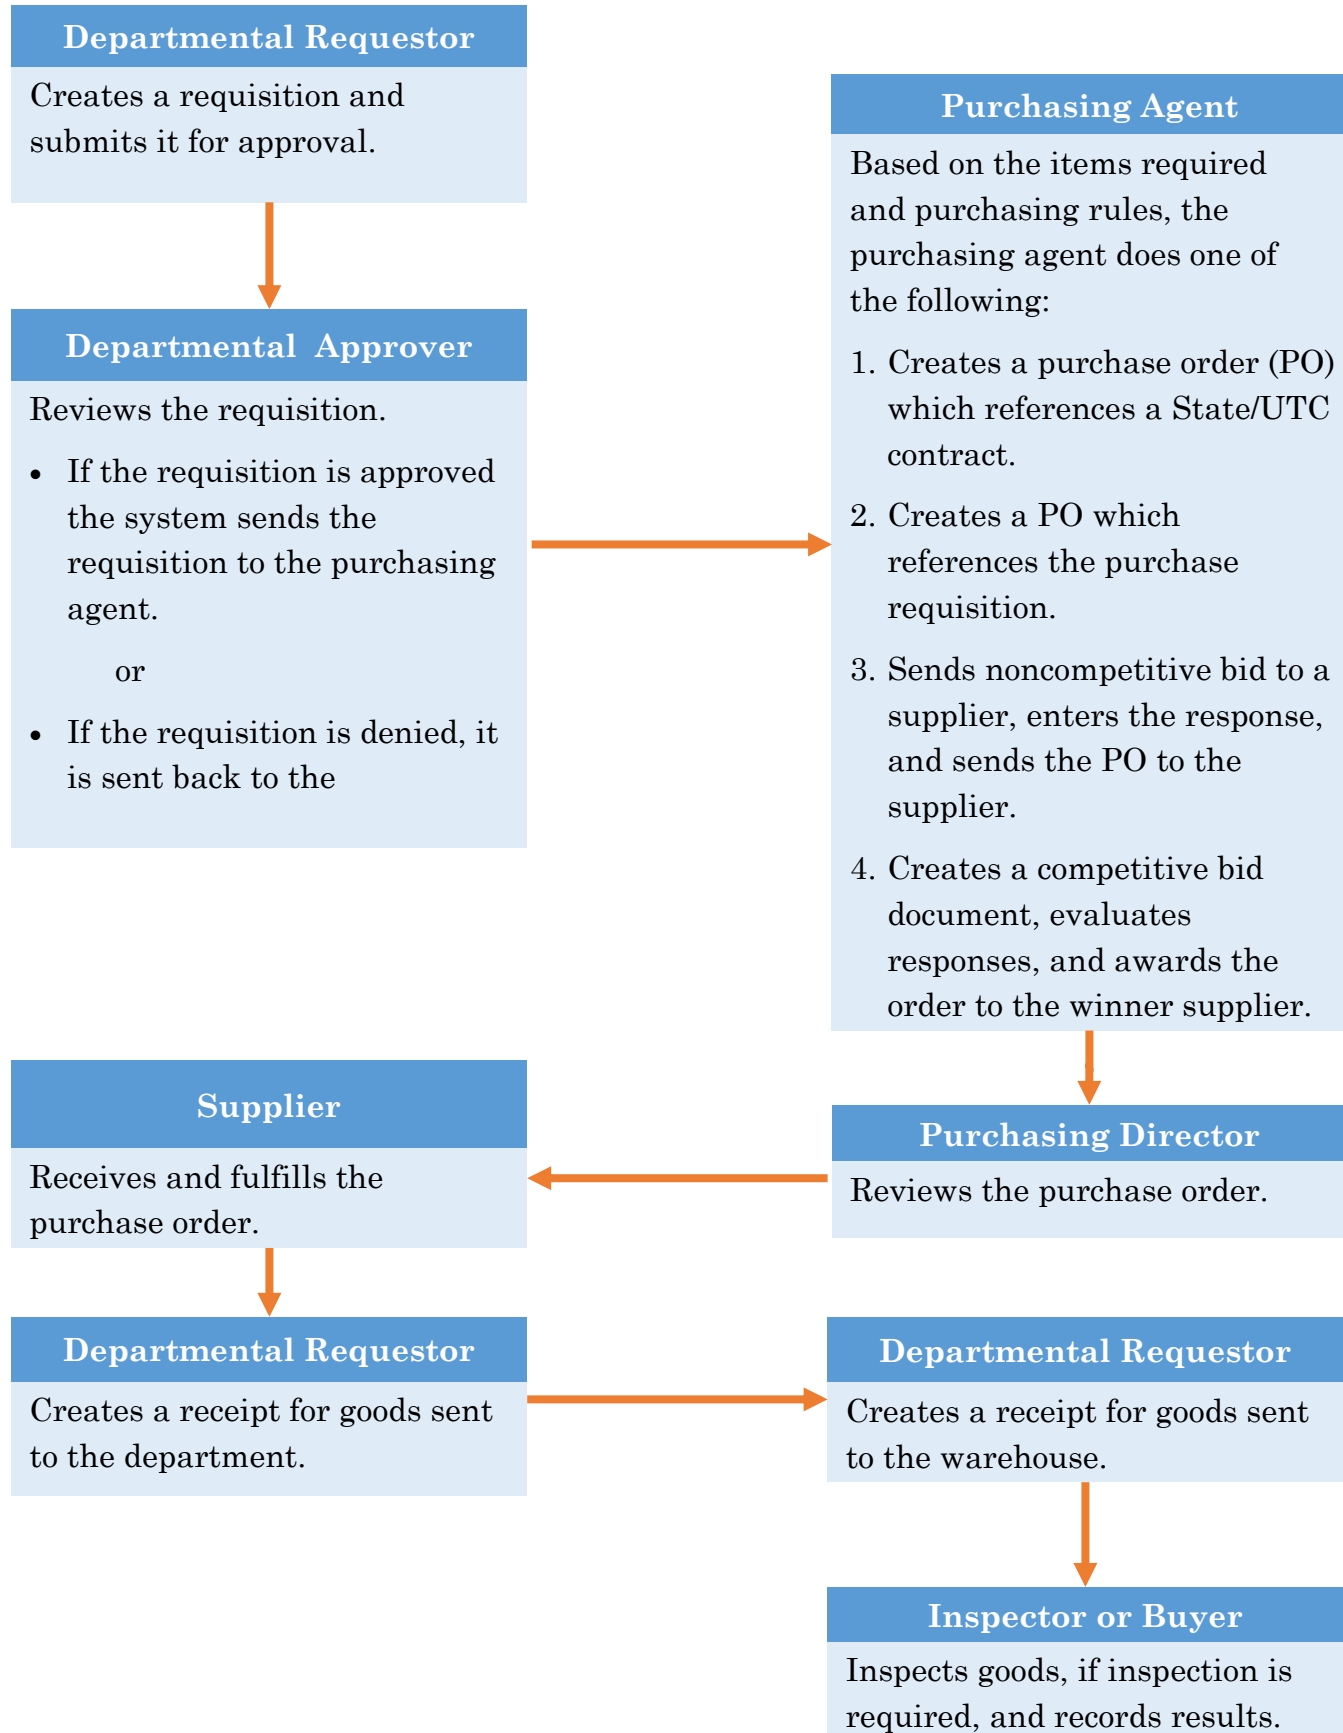 Departmental Requestor
Creates a requisition and
submits it for approval.
Departmental  Approver
Reviews the requisition.
• If the requisition is approved
the system sends the
requisition to the purchasing
agent.
or
• If the requisition is denied, it
is sent back to the
Purchasing Agent
Based on the items required
and purchasing rules, the
purchasing agent does one of
the following:
1. Creates a purchase order (PO)
which references a State/UTC
contract.
2. Creates a PO which
references the purchase
requisition.
3. Sends noncompetitive bid to a
supplier, enters the response,
and sends the PO to the
supplier.
4. Creates a competitive bid
document, evaluates
responses, and awards the
order to the winner supplier.
Purchasing Director
Reviews the purchase order.
Supplier
Receives and fulfills the
purchase order.
Departmental Requestor
Creates a receipt for goods sent
to the department.
Departmental Requestor
Creates a receipt for goods sent
to the warehouse.
Inspector or Buyer
Inspects goods, if inspection is
required, and records results.